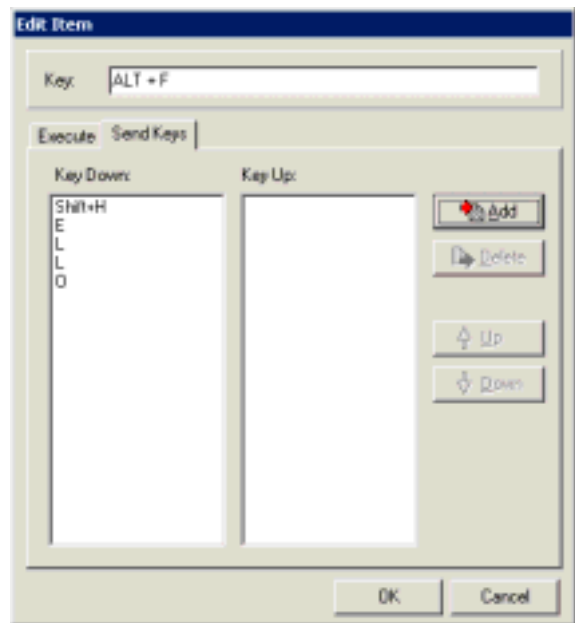 Edit Item
Key: ALT + F
Execute Send Keys
Key Down: Key Up:
Shift+H
E
L
L
O
Add
Delete
Up
Down
OK Cancel